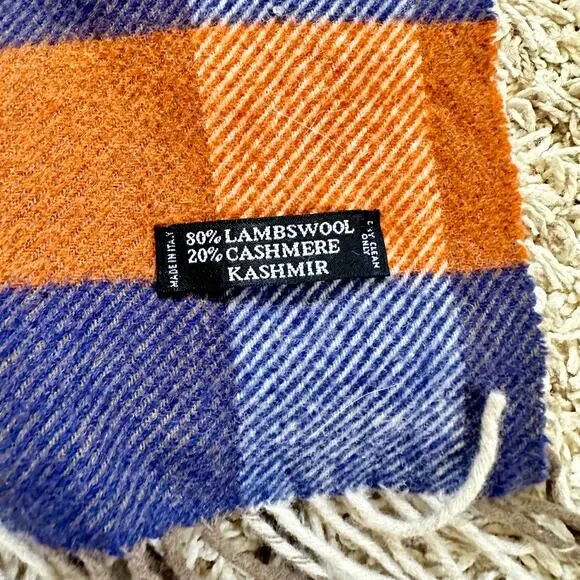 MADE IN ITALY
80% LAMBSWOOL
20% CASHMERE
KASHMIR
DRY CLEAN
ONLY